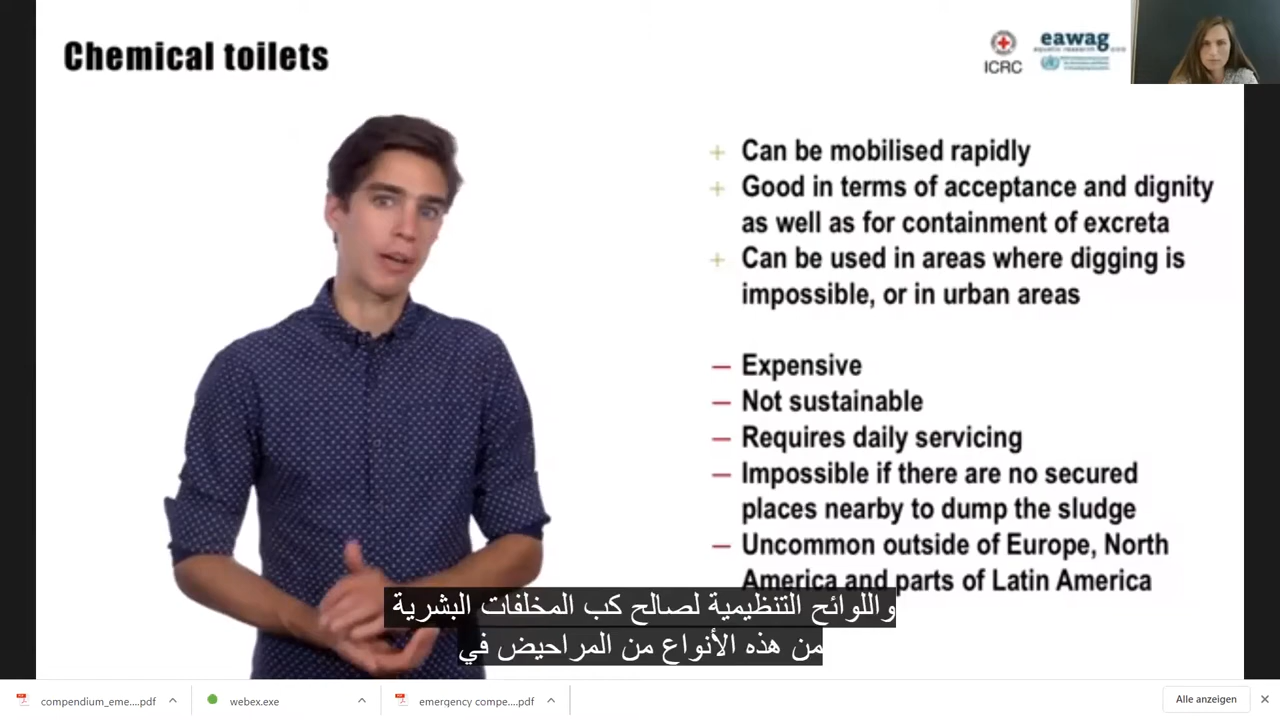 Chemical toilets
ICRC
eawag
aquatic research
+ Can be mobilised rapidly
+ Good in terms of acceptance and dignity
as well as for containment of excreta
+ Can be used in areas where digging is
impossible, or in urban areas
— Expensive
— Not sustainable
— Requires daily servicing
— Impossible if there are no secured
places nearby to dump the sludge
— Uncommon outside of Europe, North
America and parts of Latin America
واللوائح التنظيمية لصالح كب المخلفات البشرية
من هذه الأنواع من المراحيض في
compendium_eme....pdf
webex.exe
emergency compe....pdf
Alle anzeigen